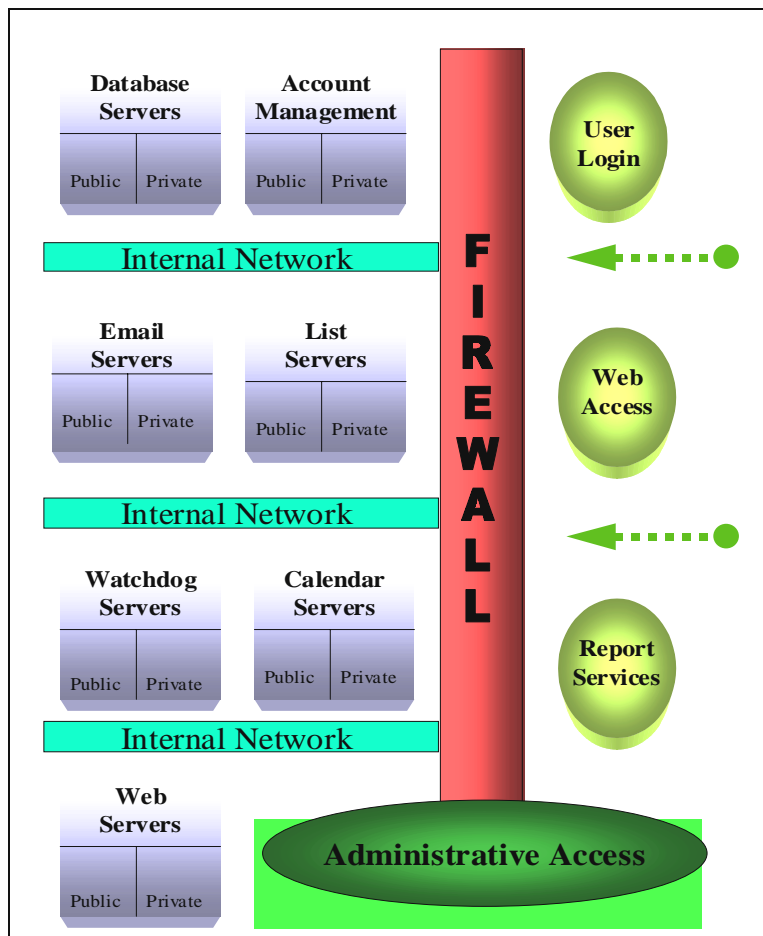 Database
Servers
Public
Private
Account
Management
Public
Private
Internal Network
Email
Servers
Public
Private
List
Servers
Public
Private
Internal Network
Watchdog
Servers
Public
Private
Calendar
Servers
Public
Private
Internal Network
Web
Servers
Public
Private
FIREWALL
User
Login
Web
Access
Report
Services
Administrative Access